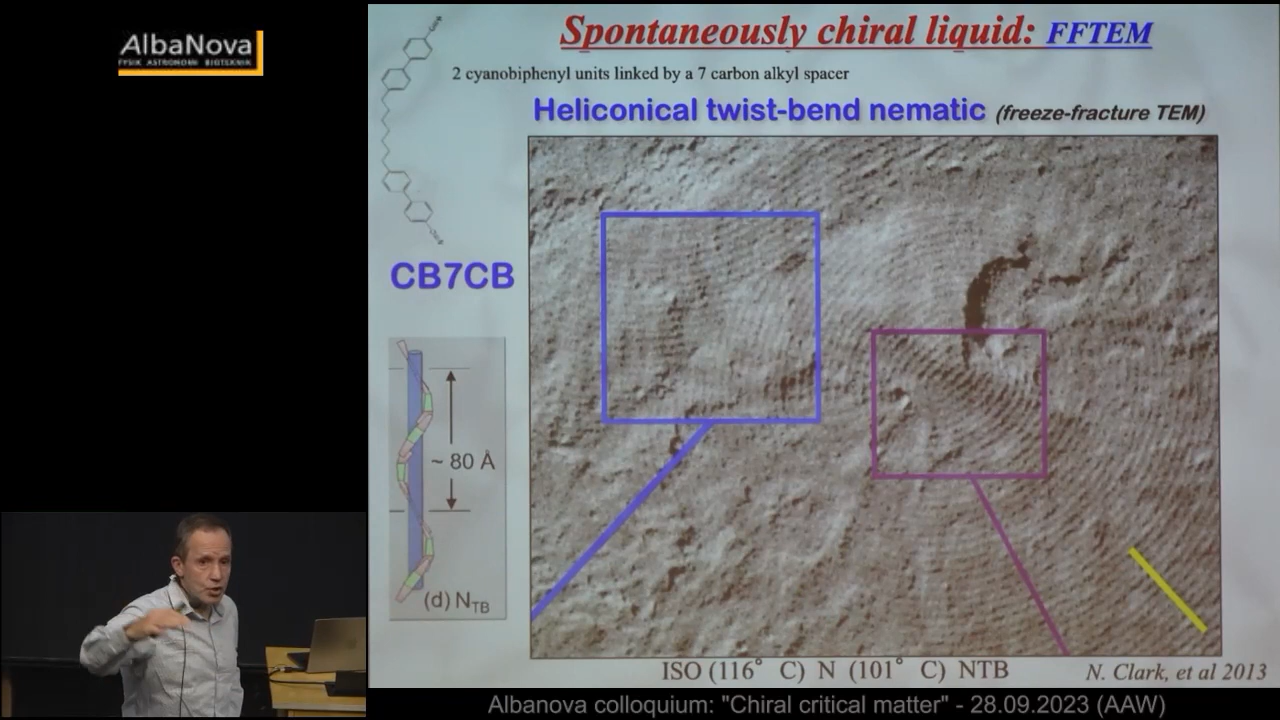 AlbaNova
FYSIK ASTRONOMI BIOTEKNIK
Spontaneously chiral liquid: FFTEM
2 cyanobiphenyl units linked by a 7 carbon alkyl spacer
Heliconical twist-bend nematic (freeze-fracture TEM)
CB7CB
~ 80 Å
(d) NTB
ISO (116° C) N (101° C) NTB
N. Clark, et al 2013
Albanova colloquium: "Chiral critical matter" - 28.09.2023 (AAW)